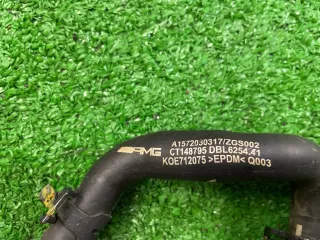 A1572030317/ZGS002
AMG CT148795 DBL6254.41
KOE712075 >EPDM< Q003